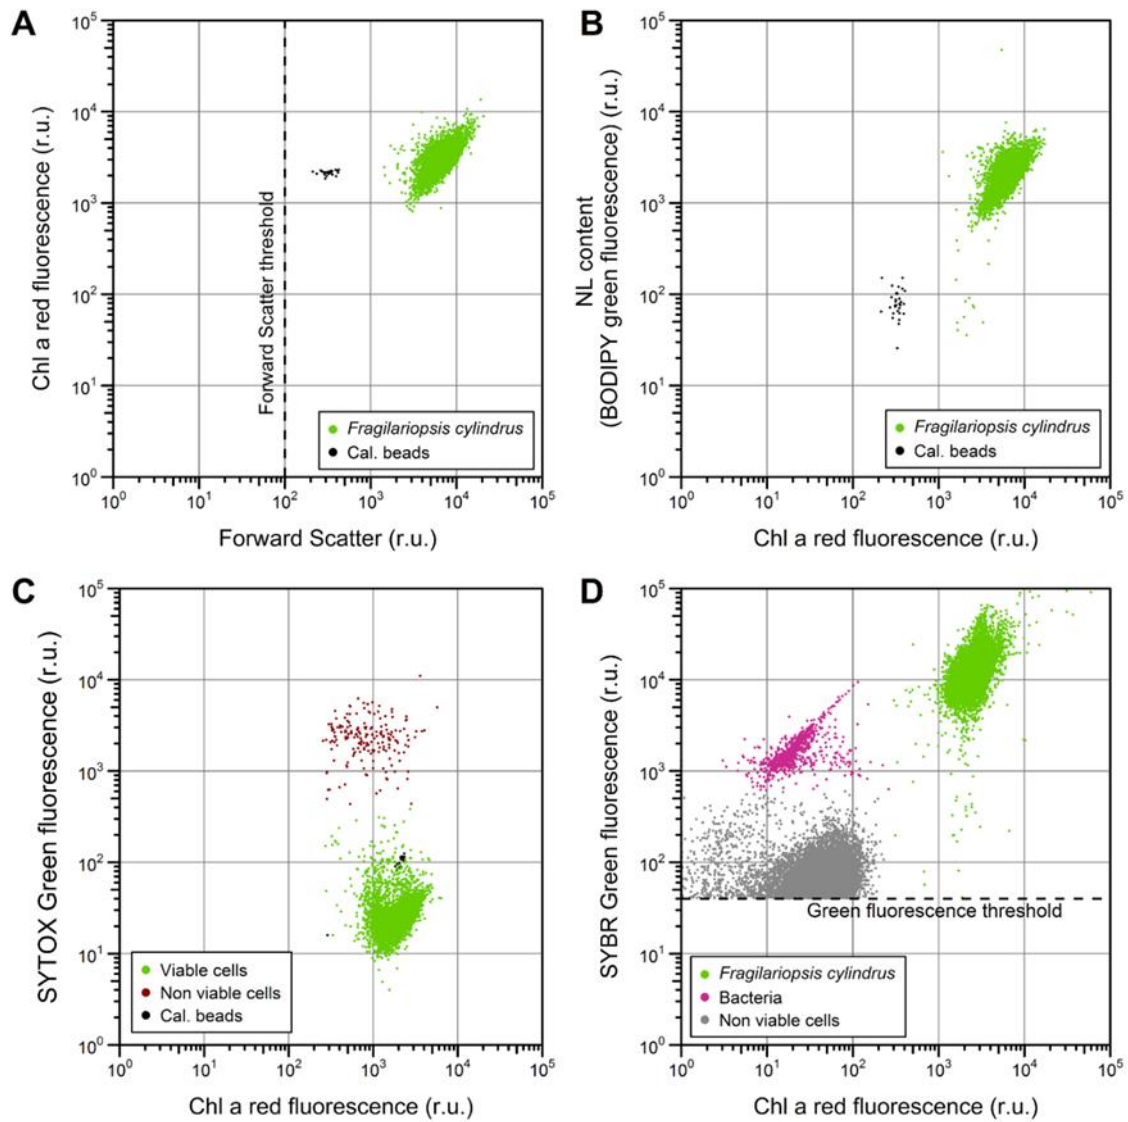 A
10^5
10^4
10^3
10^2
10^1
10^0
Chl a red fluorescence (r.u.)
Forward Scatter threshold
Fragilariopsis cylindrus
Cal. beads
10^0 10^1 10^2 10^3 10^4 10^5
Forward Scatter (r.u.)
B
10^5
10^4
10^3
10^2
10^1
10^0
NL content
(BODIPY green fluorescence) (r.u.)
Fragilariopsis cylindrus
Cal. beads
10^0 10^1 10^2 10^3 10^4 10^5
Chl a red fluorescence (r.u.)
C
10^5
10^4
10^3
10^2
10^1
10^0
SYTOX Green fluorescence (r.u.)
Viable cells
Non viable cells
Cal. beads
10^0 10^1 10^2 10^3 10^4 10^5
Chl a red fluorescence (r.u.)
D
10^5
10^4
10^3
10^2
10^1
10^0
SYBR Green fluorescence (r.u.)
Green fluorescence threshold
Fragilariopsis cylindrus
Bacteria
Non viable cells
10^0 10^1 10^2 10^3 10^4 10^5
Chl a red fluorescence (r.u.)